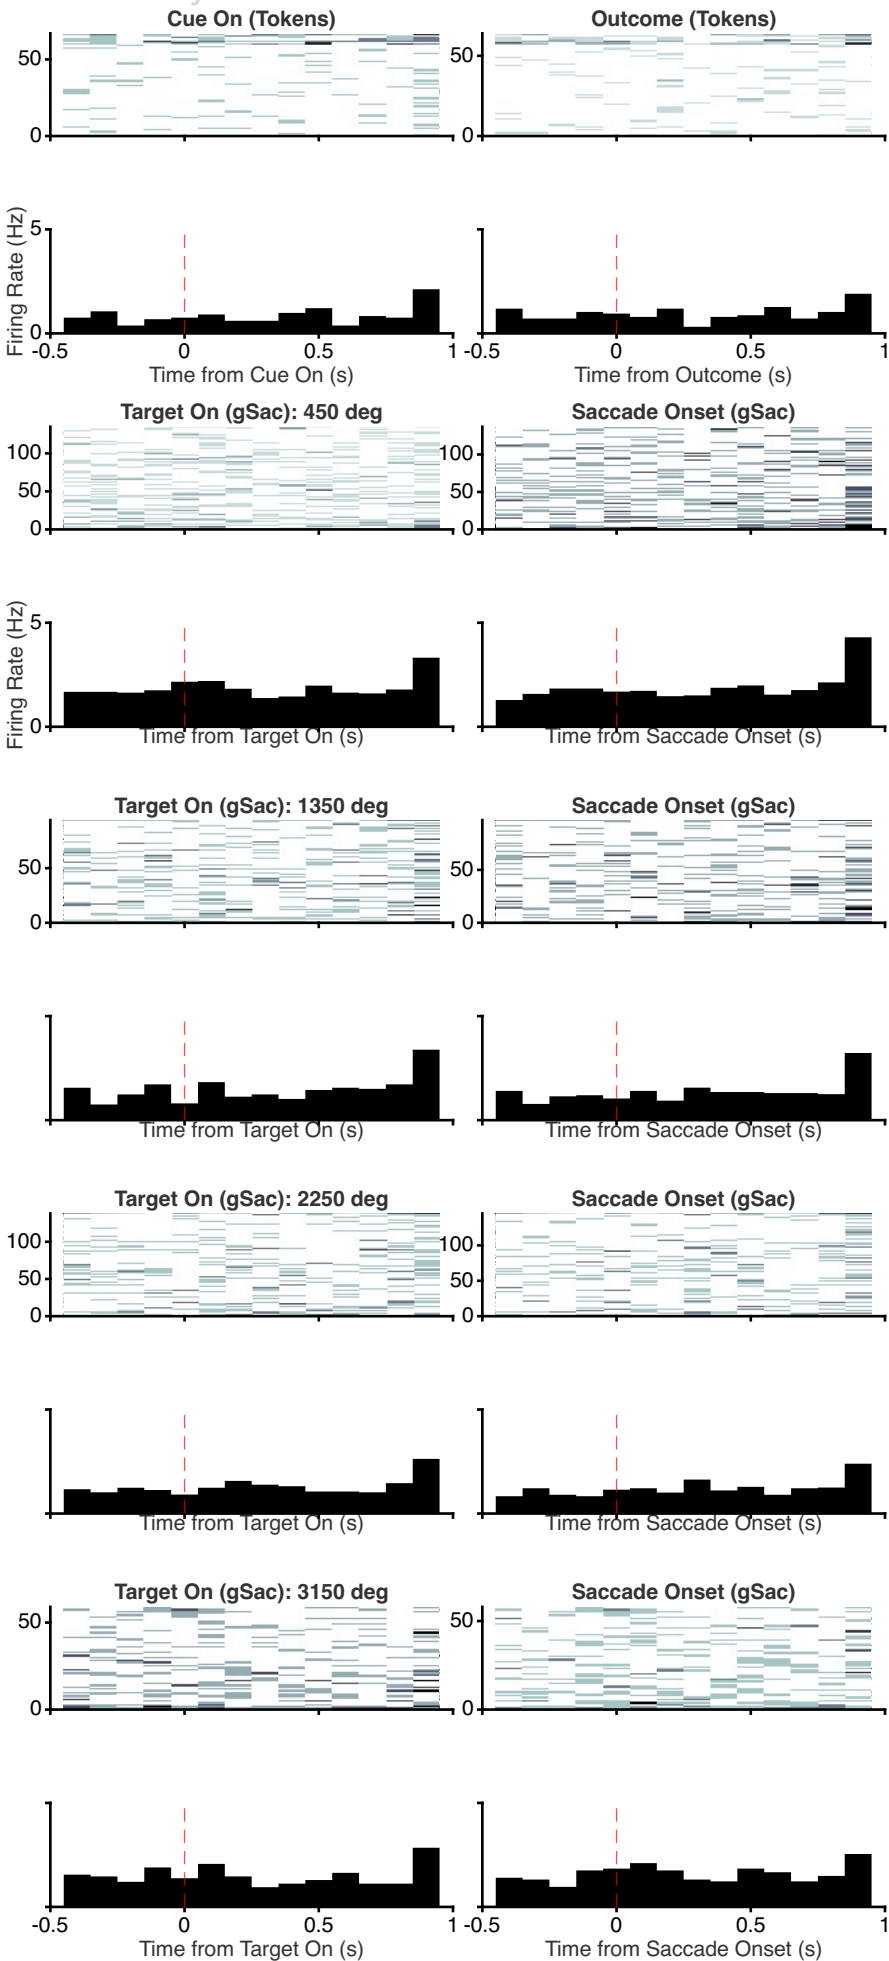 Cue On (Tokens) Outcome (Tokens)
50 50
0 0
Firing Rate (Hz)
5
0
-0.5 0 0.5 1 -0.5 0 0.5 1
Time from Cue On (s) Time from Outcome (s)
Target On (gSac): 450 deg Saccade Onset (gSac)
100 100
50 50
0 0
Firing Rate (Hz)
5
0
Time from Target On (s) Time from Saccade Onset (s)
Target On (gSac): 1350 deg Saccade Onset (gSac)
50 50
0 0
Time from Target On (s) Time from Saccade Onset (s)
Target On (gSac): 2250 deg Saccade Onset (gSac)
100 100
50 50
0 0
Time from Target On (s) Time from Saccade Onset (s)
Target On (gSac): 3150 deg Saccade Onset (gSac)
50 50
0 0
-0.5 0 0.5 1 -0.5 0 0.5 1
Time from Target On (s) Time from Saccade Onset (s)